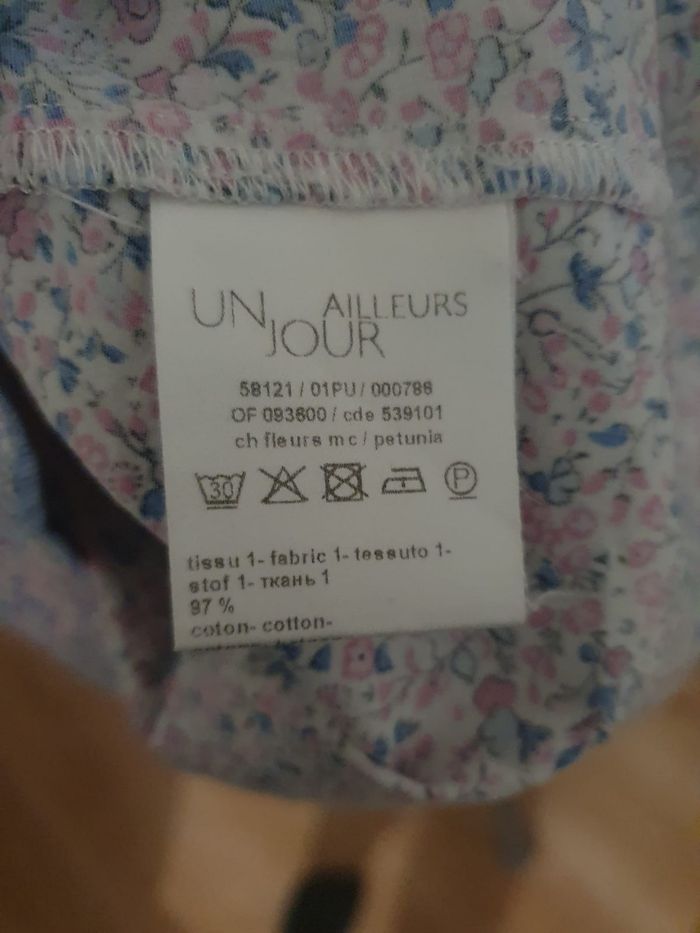 UN AILLEURS
JOUR
58121 / 01PU / 000786
OF 093600 / cde 539101
ch fleurs mc / petunia
30 P
tissu 1- fabric 1- tessuto 1-
stof 1- ткань 1
97 %
coton- cotton-